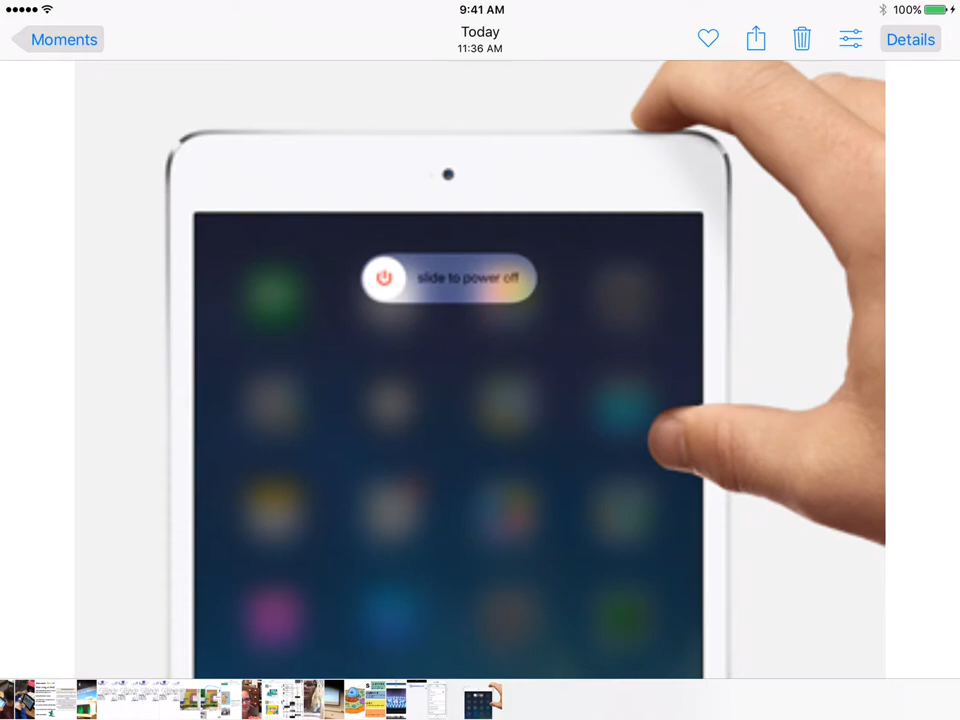 9:41 AM
100%
Moments
Today
11:36 AM
Details
slide to power off